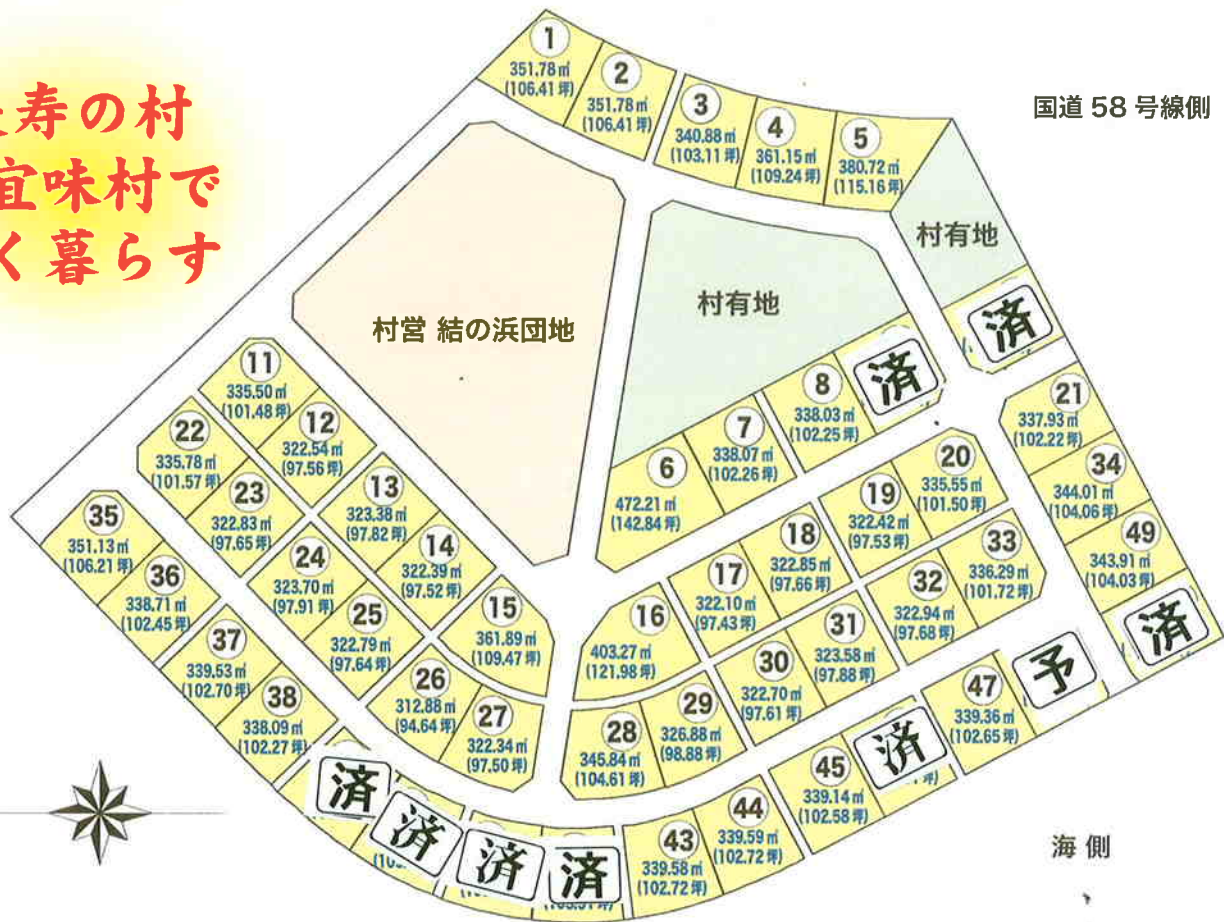 寿の村
宜味村で
く暮らす
国道 58 号線側
1
351.78㎡
(106.41坪)
2
351.78㎡
(106.41坪)
3
340.88㎡
(103.11坪)
4
361.15㎡
(109.24坪)
5
380.72㎡
(115.16坪)
村有地
村有地
村営 結の浜団地
済
済
6
472.21㎡
(142.84坪)
7
338.07㎡
(102.26坪)
8
338.03㎡
(102.25坪)
11
335.50㎡
(101.48坪)
12
322.54㎡
(97.56坪)
13
323.38㎡
(97.82坪)
14
322.39㎡
(97.52坪)
15
361.89㎡
(109.47坪)
16
403.27㎡
(121.98坪)
17
322.10㎡
(97.43坪)
18
322.85㎡
(97.66坪)
19
322.42㎡
(97.53坪)
20
335.55㎡
(101.50坪)
21
337.93㎡
(102.22坪)
22
335.78㎡
(101.57坪)
23
322.83㎡
(97.65坪)
24
323.70㎡
(97.91坪)
25
322.79㎡
(97.64坪)
26
312.88㎡
(94.64坪)
27
322.34㎡
(97.50坪)
28
345.84㎡
(104.61坪)
29
326.88㎡
(98.88坪)
30
322.70㎡
(97.61坪)
31
323.58㎡
(97.88坪)
32
322.94㎡
(97.68坪)
33
336.29㎡
(101.72坪)
34
344.01㎡
(104.06坪)
35
351.13㎡
(106.21坪)
36
338.71㎡
(102.45坪)
37
339.53㎡
(102.70坪)
38
338.09㎡
(102.27坪)
済
済
済
済
43
339.58㎡
(102.72坪)
44
339.59㎡
(102.72坪)
45
339.14㎡
(102.58坪)
済
47
339.36㎡
(102.65坪)
予
49
343.91㎡
(104.03坪)
済
海 側